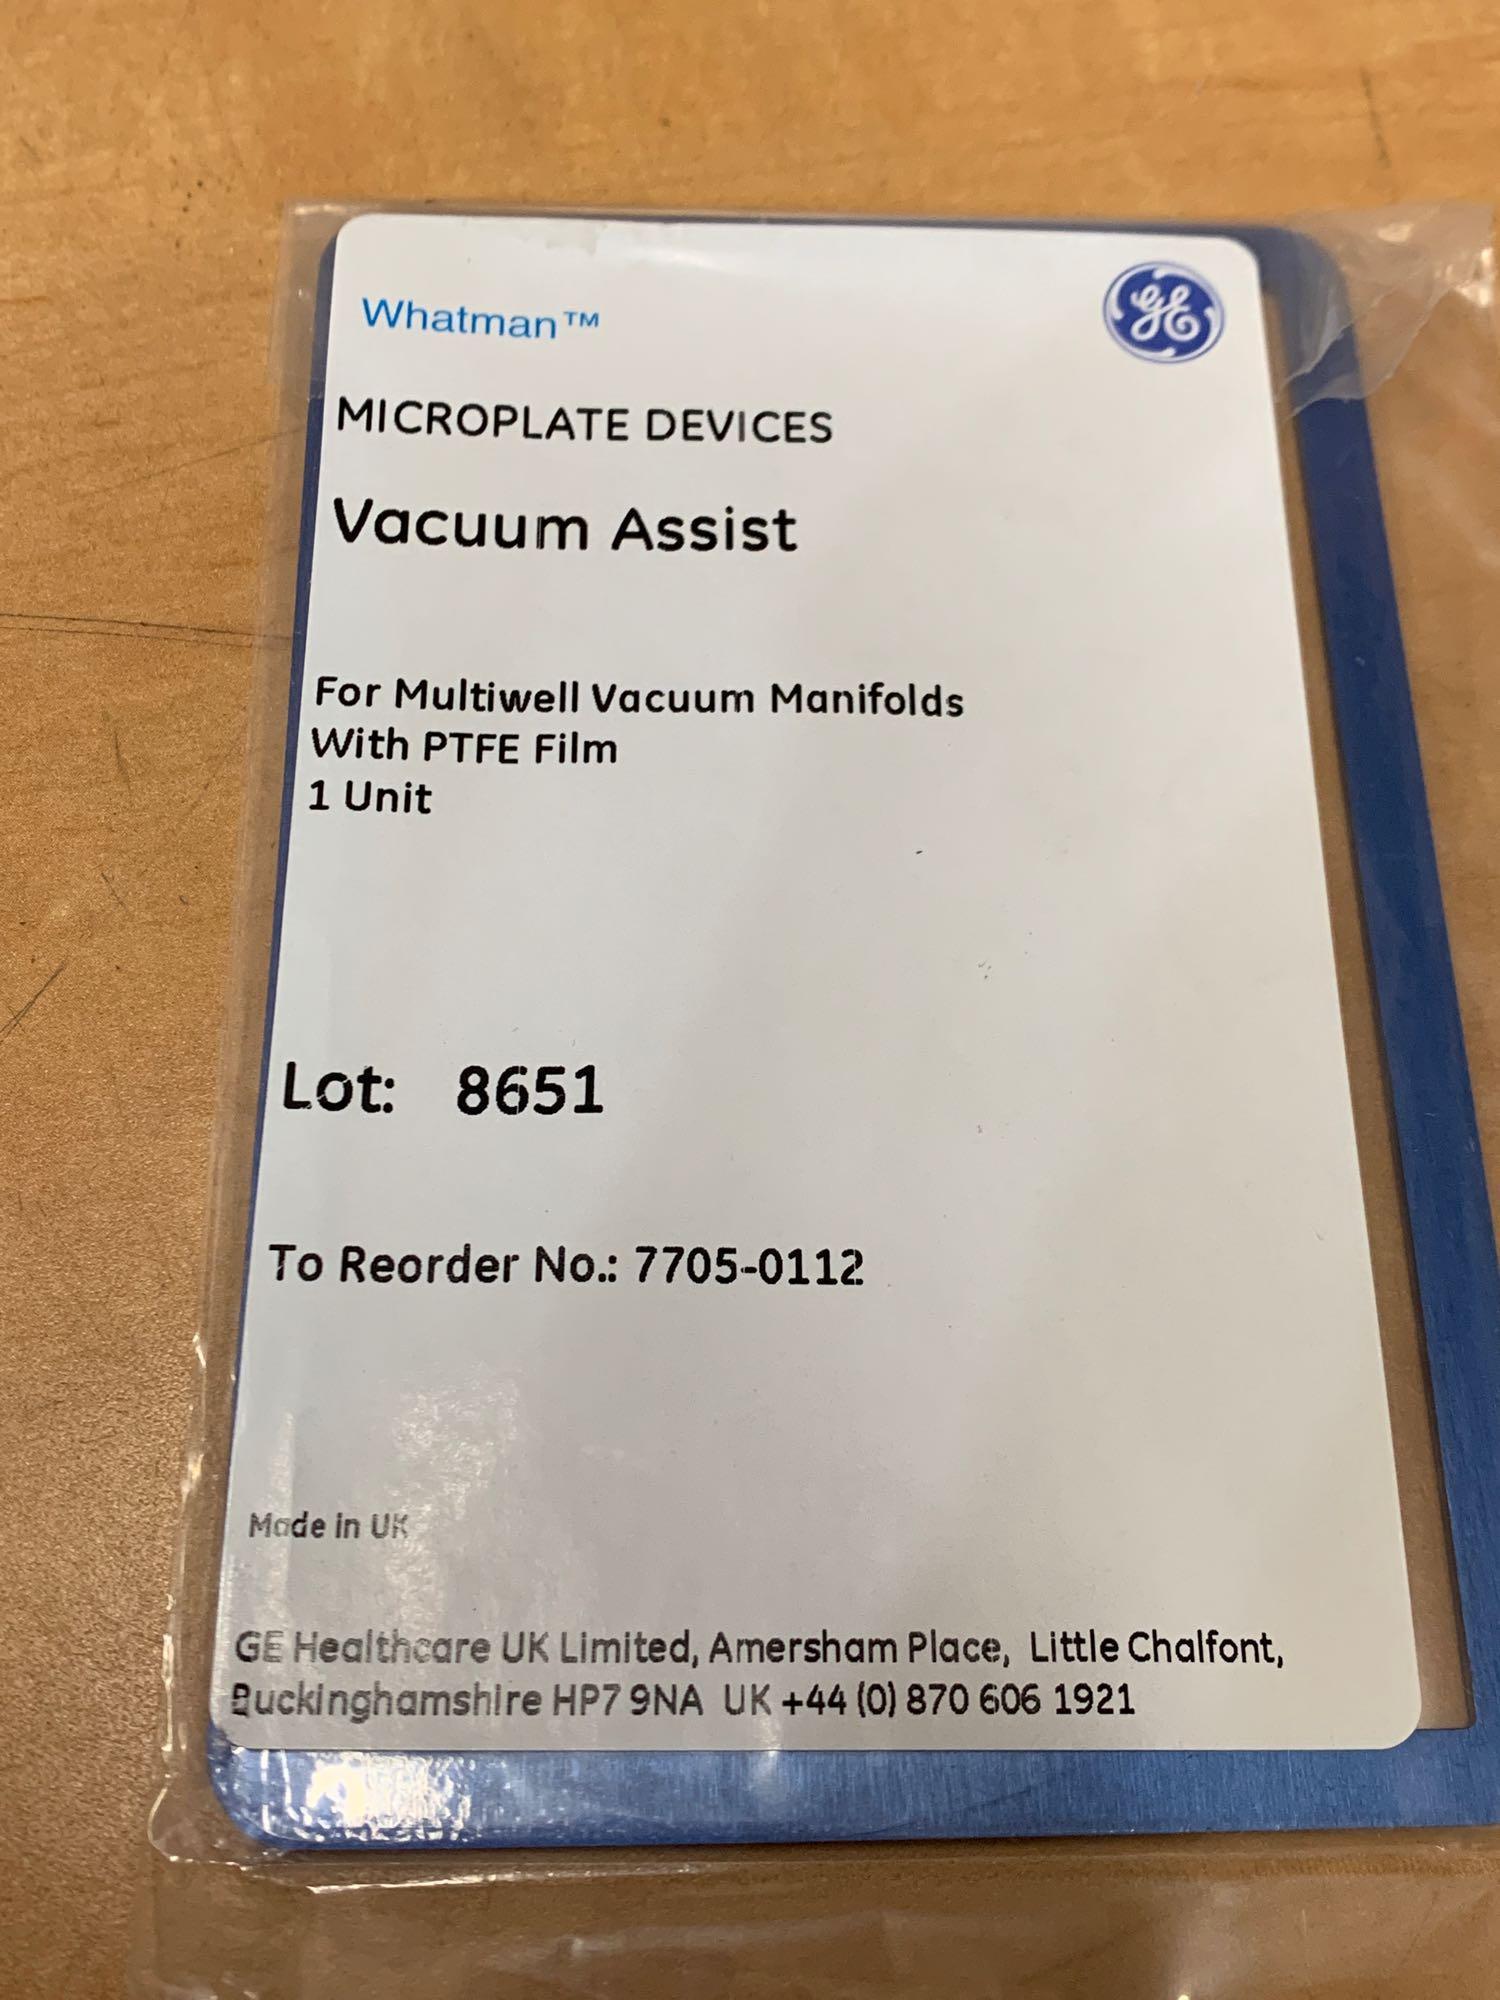 Whatman™
GE
MICROPLATE DEVICES
Vacuum Assist
For Multiwell Vacuum Manifolds
With PTFE Film
1 Unit
Lot: 8651
To Reorder No.: 7705-0112
Made in UK
GE Healthcare UK Limited, Amersham Place, Little Chalfont,
Buckinghamshire HP7 9NA UK +44 (0) 870 606 1921